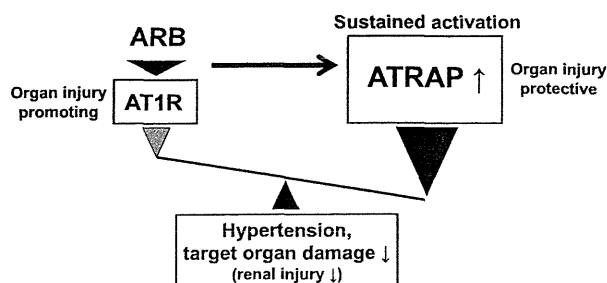 ARB
Organ injury
promoting
AT1R
Sustained activation
ATRAP ↑
Organ injury
protective
Hypertension,
target organ damage ↓
(renal injury ↓)